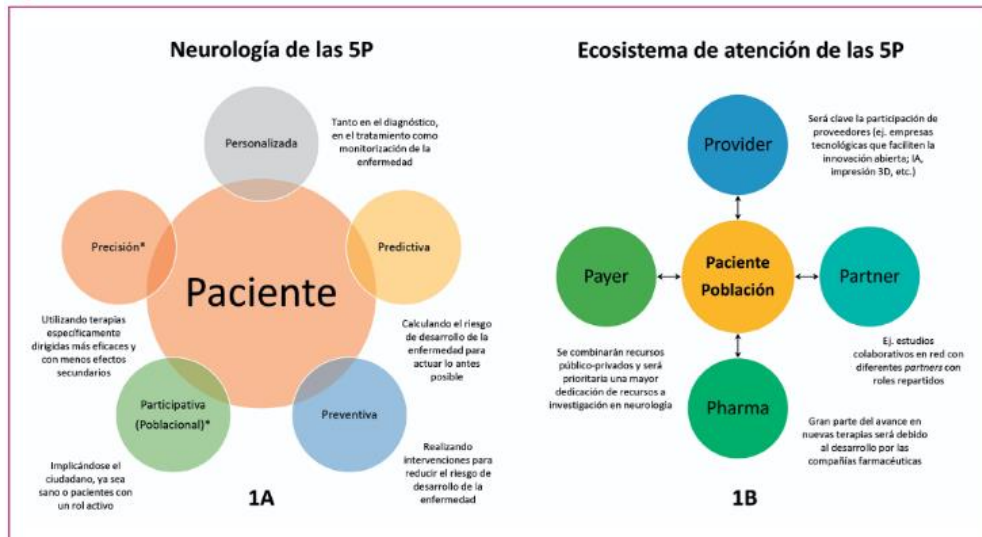 Neurología de las 5P
Personalizada
Tanto en el diagnóstico,
en el tratamiento como
monitorización de la
enfermedad
Precisión*
Predictiva
Paciente
Utilizando terapias
específicamente
dirigidas más eficaces y
con menos efectos
secundarios
Calculando el riesgo
de desarrollo de la
enfermedad para
actuar lo antes
posible
Participativa
(Poblacional)*
Preventiva
Implicándose el
ciudadano, ya sea
sano o pacientes con
un rol activo
Realizando
intervenciones para
reducir el riesgo de
desarrollo de la
enfermedad
1A
Ecosistema de atención de las 5P
Provider
Será clave la participación de
proveedores (ej. empresas
tecnológicas que faciliten la
innovación abierta; IA,
impresión 3D, etc.)
Payer
Paciente
Población
Partner
Se combinarán recursos
público-privados y será
prioritaria una mayor
dedicación de recursos a
investigación en neurología
Ej. estudios
colaborativos en red con
diferentes partners con
roles repartidos
Pharma
Gran parte del avance en
nuevas terapias será debido
al desarrollo por las
compañías farmacéuticas
1B